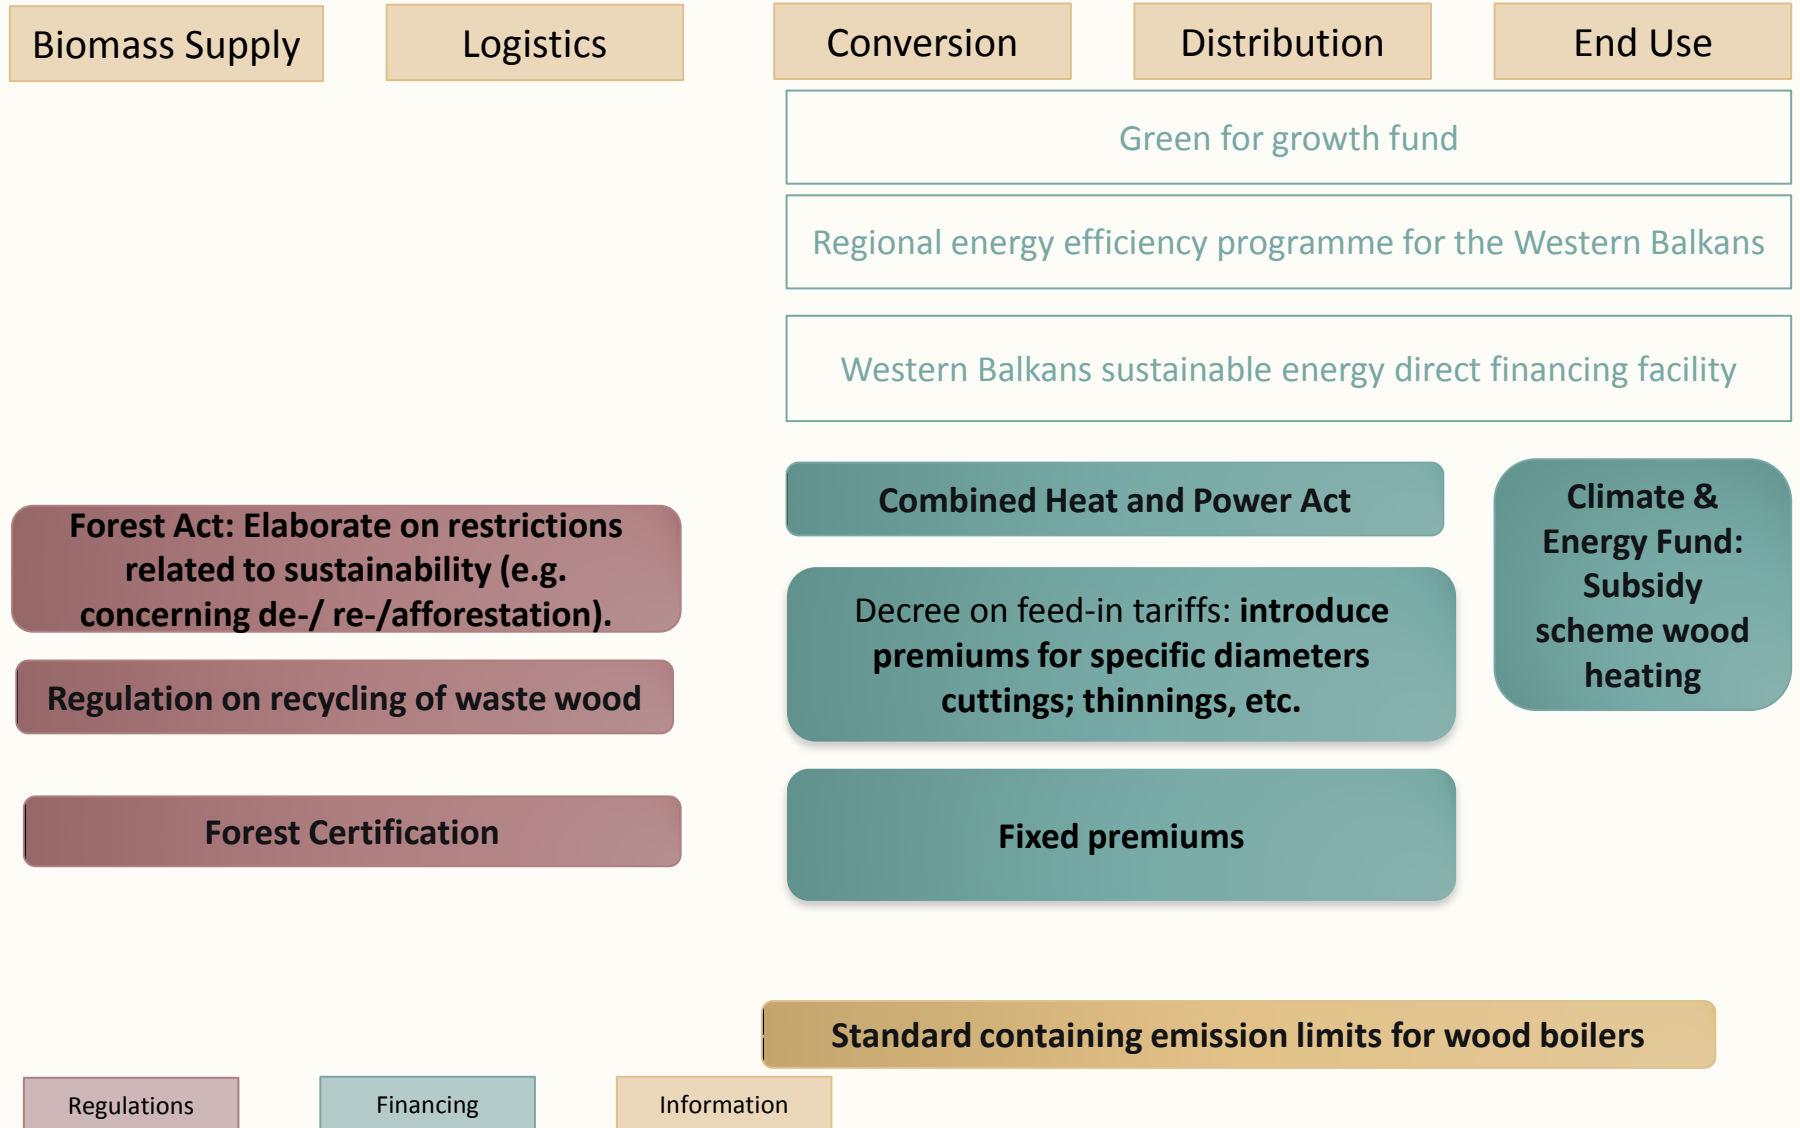 Biomass Supply
Logistics
Conversion
Distribution
End Use
Green for growth fund
Regional energy efficiency programme for the Western Balkans
Western Balkans sustainable energy direct financing facility
Forest Act: Elaborate on restrictions
related to sustainability (e.g.
concerning de-/ re-/afforestation).
Regulation on recycling of waste wood
Forest Certification
Combined Heat and Power Act
Decree on feed-in tariffs: introduce
premiums for specific diameters
cuttings; thinnings, etc.
Fixed premiums
Climate &
Energy Fund:
Subsidy
scheme wood
heating
Standard containing emission limits for wood boilers
Regulations
Financing
Information